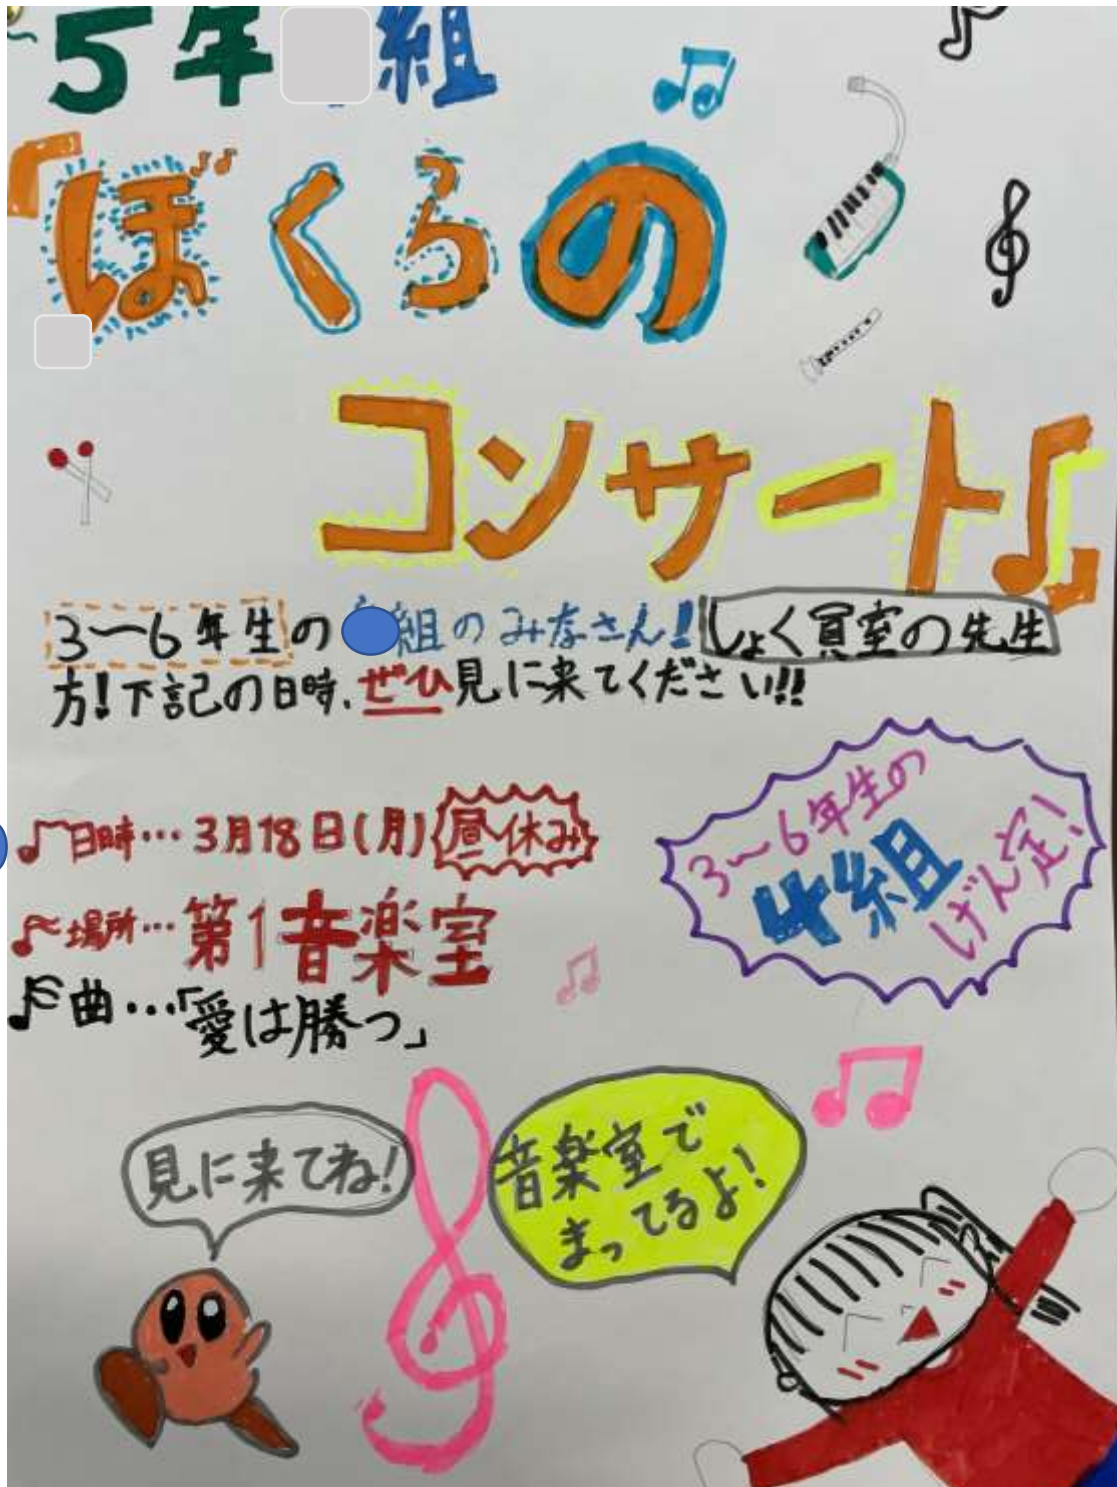 5年 組
「ぼくらの
コンサート♪」
3〜6年生の 組のみなさん!しょく員室の先生
方!下記の日時、ぜひ見に来てください!!
♪日時…3月18日(月)昼休み
♪場所…第1音楽室
♪曲…「愛は勝つ」
3〜6年生の
4組
げん定!
見に来てね!
音楽室で
まってるよ!